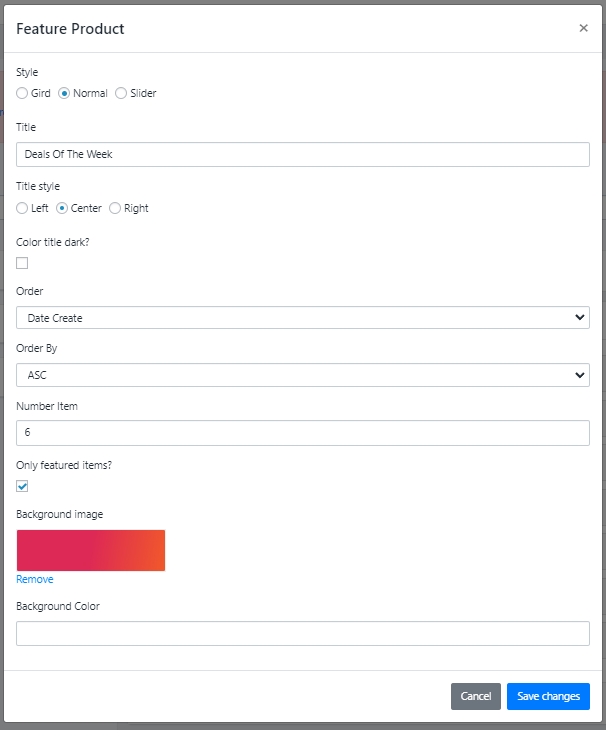 Feature Product ×
Style
Gird Normal Slider
Title
Deals Of The Week
Title style
Left Center Right
Color title dark?
Order
Date Create
Order By
ASC
Number Item
6
Only featured items?
Background image
Remove
Background Color
Cancel Save changes